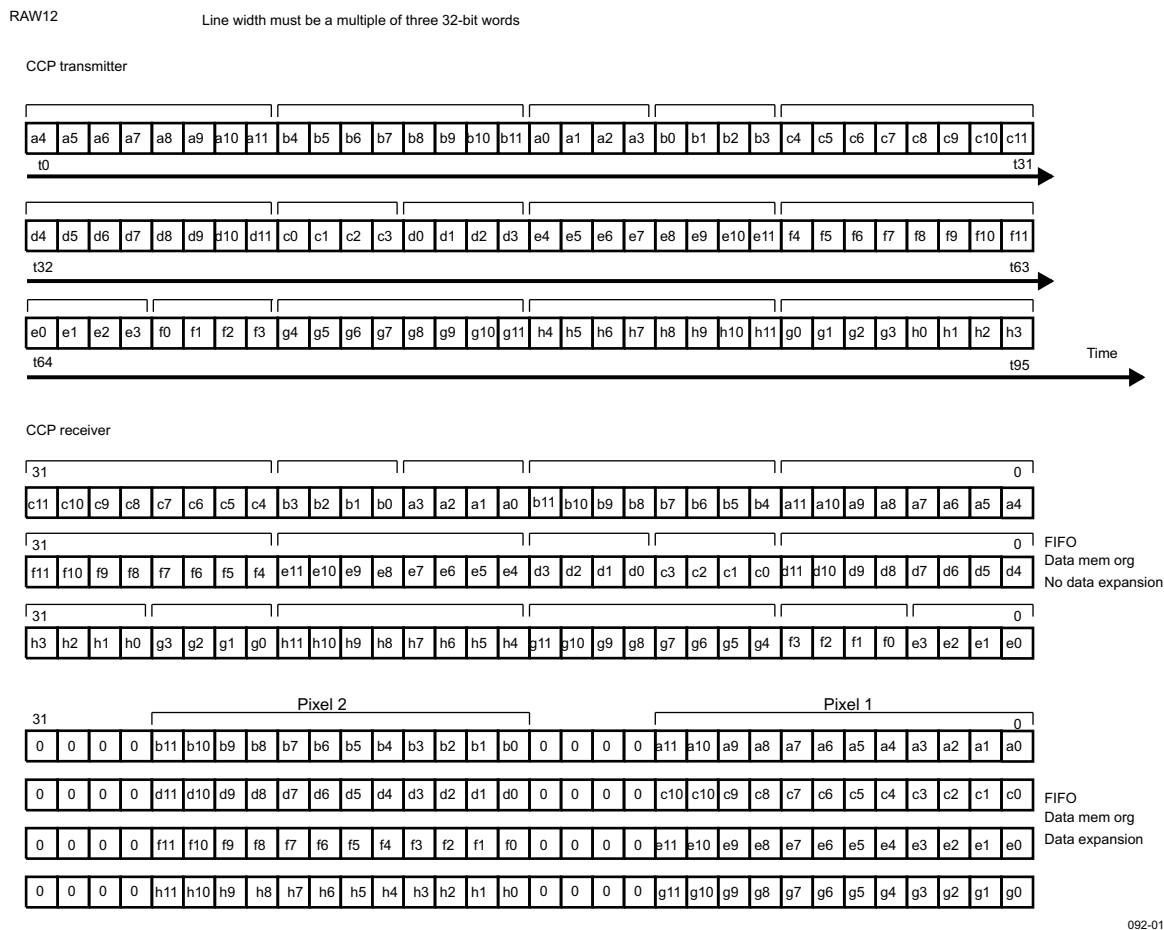 RAW12 Line width must be a multiple of three 32-bit words
CCP transmitter
a4 a5 a6 a7 a8 a9 a10 a11 b4 b5 b6 b7 b8 b9 b10 b11 a0 a1 a2 a3 b0 b1 b2 b3 c4 c5 c6 c7 c8 c9 c10 c11
t0 t31
d4 d5 d6 d7 d8 d9 d10 d11 c0 c1 c2 c3 d0 d1 d2 d3 e4 e5 e6 e7 e8 e9 e10 e11 f4 f5 f6 f7 f8 f9 f10 f11
t32 t63
e0 e1 e2 e3 f0 f1 f2 f3 g4 g5 g6 g7 g8 g9 g10 g11 h4 h5 h6 h7 h8 h9 h10 h11 g0 g1 g2 g3 h0 h1 h2 h3
t64 t95 Time
CCP receiver
31 0
c11 c10 c9 c8 c7 c6 c5 c4 b3 b2 b1 b0 a3 a2 a1 a0 b11 b10 b9 b8 b7 b6 b5 b4 a11 a10 a9 a8 a7 a6 a5 a4
31 0 FIFO
Data mem org
f11 f10 f9 f8 f7 f6 f5 f4 e11 e10 e9 e8 e7 e6 e5 e4 d3 d2 d1 d0 c3 c2 c1 c0 d11 d10 d9 d8 d7 d6 d5 d4
No data expansion
31 0
h3 h2 h1 h0 g3 g2 g1 g0 h11 h10 h9 h8 h7 h6 h5 h4 g11 g10 g9 g8 g7 g6 g5 g4 f3 f2 f1 f0 e3 e2 e1 e0
Pixel 2 Pixel 1
31 0
0 0 0 0 b11 b10 b9 b8 b7 b6 b5 b4 b3 b2 b1 b0 0 0 0 0 a11 a10 a9 a8 a7 a6 a5 a4 a3 a2 a1 a0
0 0 0 0 d11 d10 d9 d8 d7 d6 d5 d4 d3 d2 d1 d0 0 0 0 0 c10 c10 c9 c8 c7 c6 c5 c4 c3 c2 c1 c0
FIFO
Data mem org
0 0 0 0 f11 f10 f9 f8 f7 f6 f5 f4 f3 f2 f1 f0 0 0 0 0 e11 e10 e9 e8 e7 e6 e5 e4 e3 e2 e1 e0
Data expansion
0 0 0 0 h11 h10 h9 h8 h7 h6 h5 h4 h3 h2 h1 h0 0 0 0 0 g11 g10 g9 g8 g7 g6 g5 g4 g3 g2 g1 g0
092-01